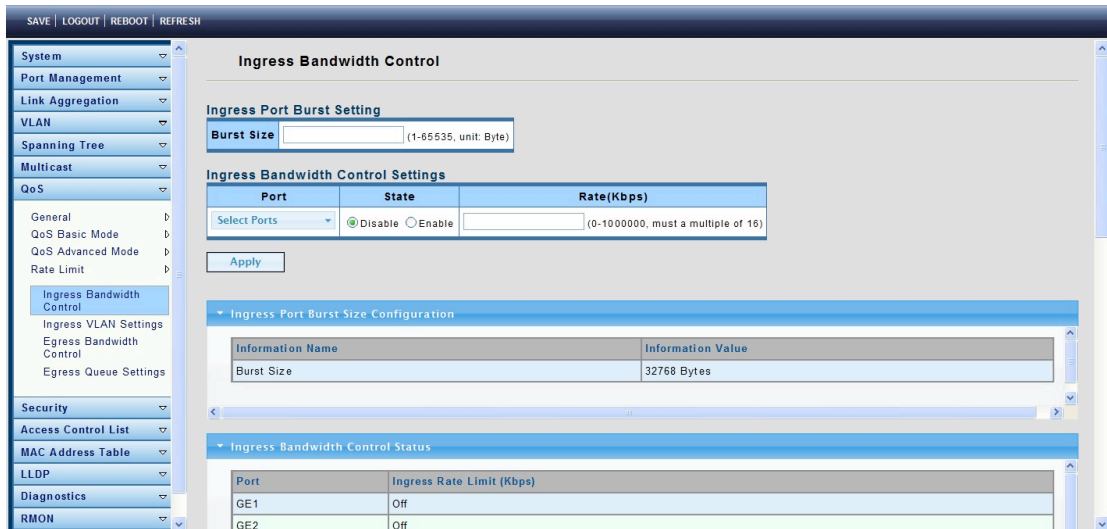 SAVE | LOGOUT | REBOOT | REFRESH
System
Port Management
Link Aggregation
VLAN
Spanning Tree
Multicast
QoS
General
QoS Basic Mode
QoS Advanced Mode
Rate Limit
Ingress Bandwidth
Control
Ingress VLAN Settings
Egress Bandwidth
Control
Egress Queue Settings
Security
Access Control List
MAC Address Table
LLDP
Diagnostics
RMON
Ingress Bandwidth Control
Ingress Port Burst Setting
Burst Size (1-65535, unit: Byte)
Ingress Bandwidth Control Settings
Port State Rate(Kbps)
Select Ports Disable Enable (0-1000000, must a multiple of 16)
Apply
Ingress Port Burst Size Configuration
Information Name Information Value
Burst Size 32768 Bytes
Ingress Bandwidth Control Status
Port Ingress Rate Limit (Kbps)
GE1 Off
GE2 Off